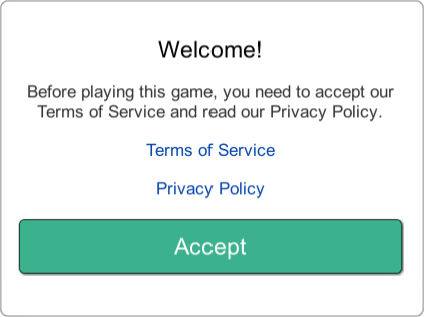 Welcome!
Before playing this game, you need to accept our
Terms of Service and read our Privacy Policy.
Terms of Service
Privacy Policy
Accept